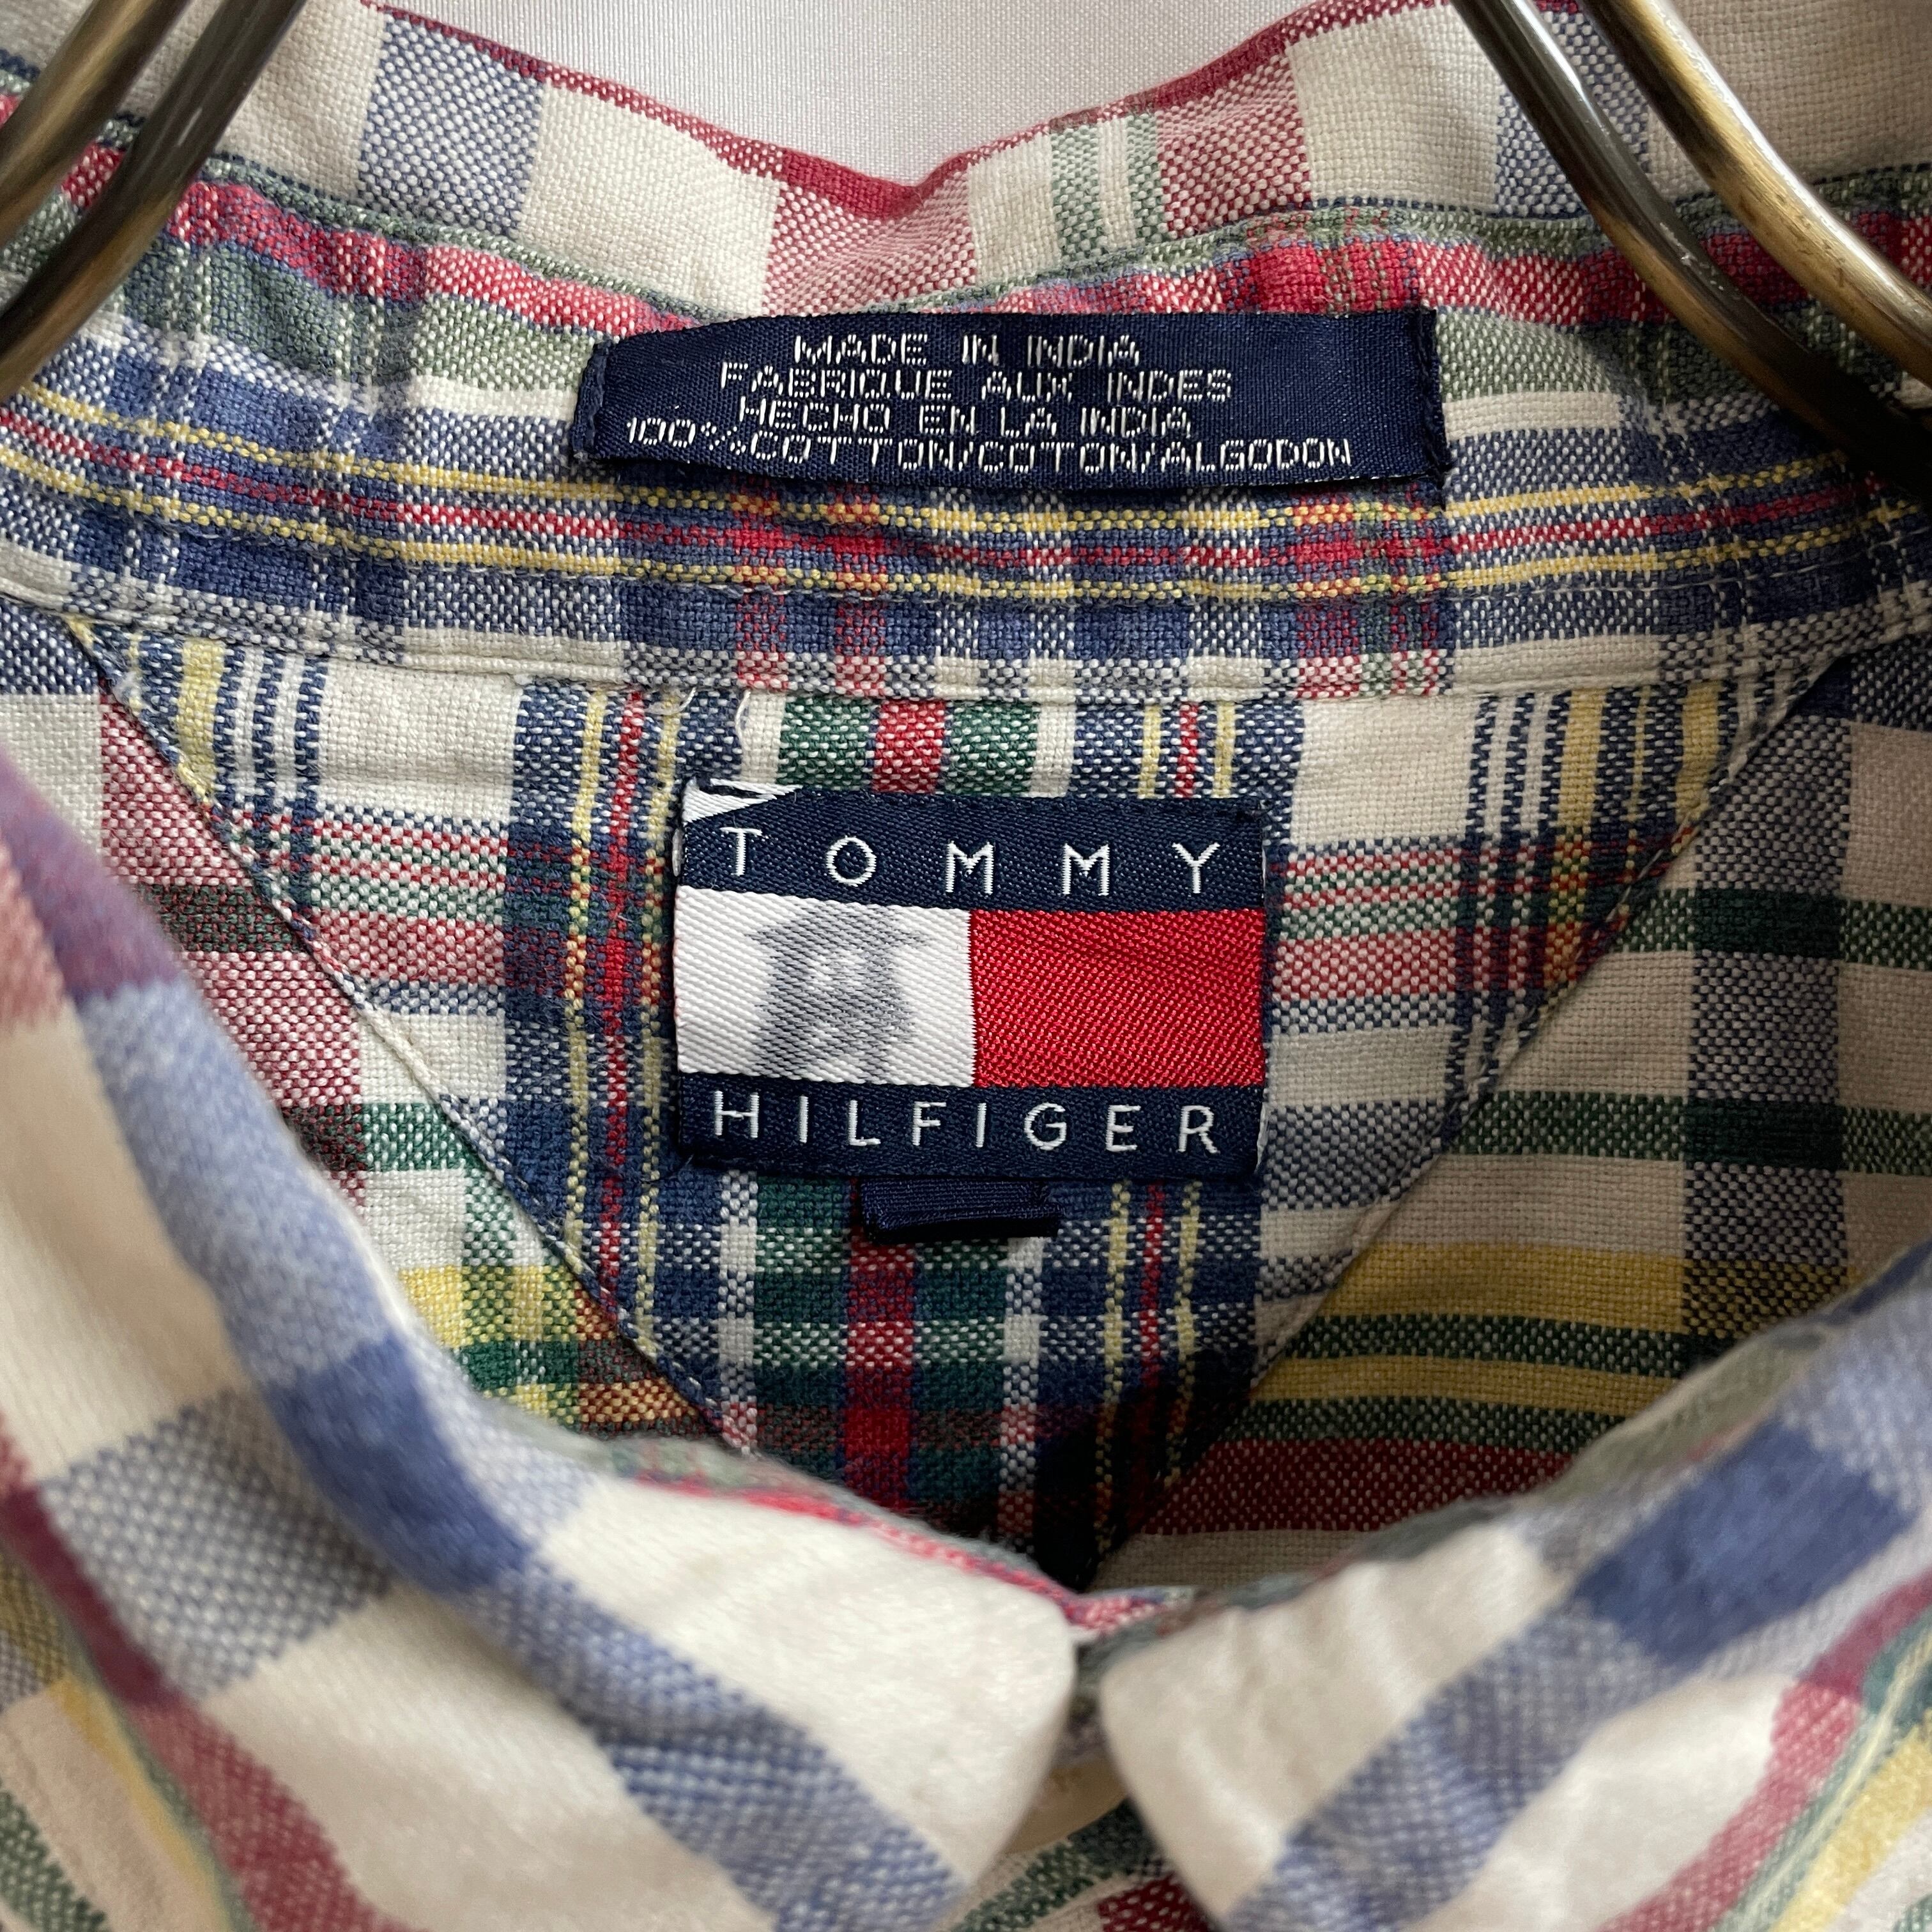 MADE IN INDIA
FABRIQUE AUX INDES
HECHO EN LA INDIA
100% COTTON/COTON/ALGODON
TOMMY
HILFIGER